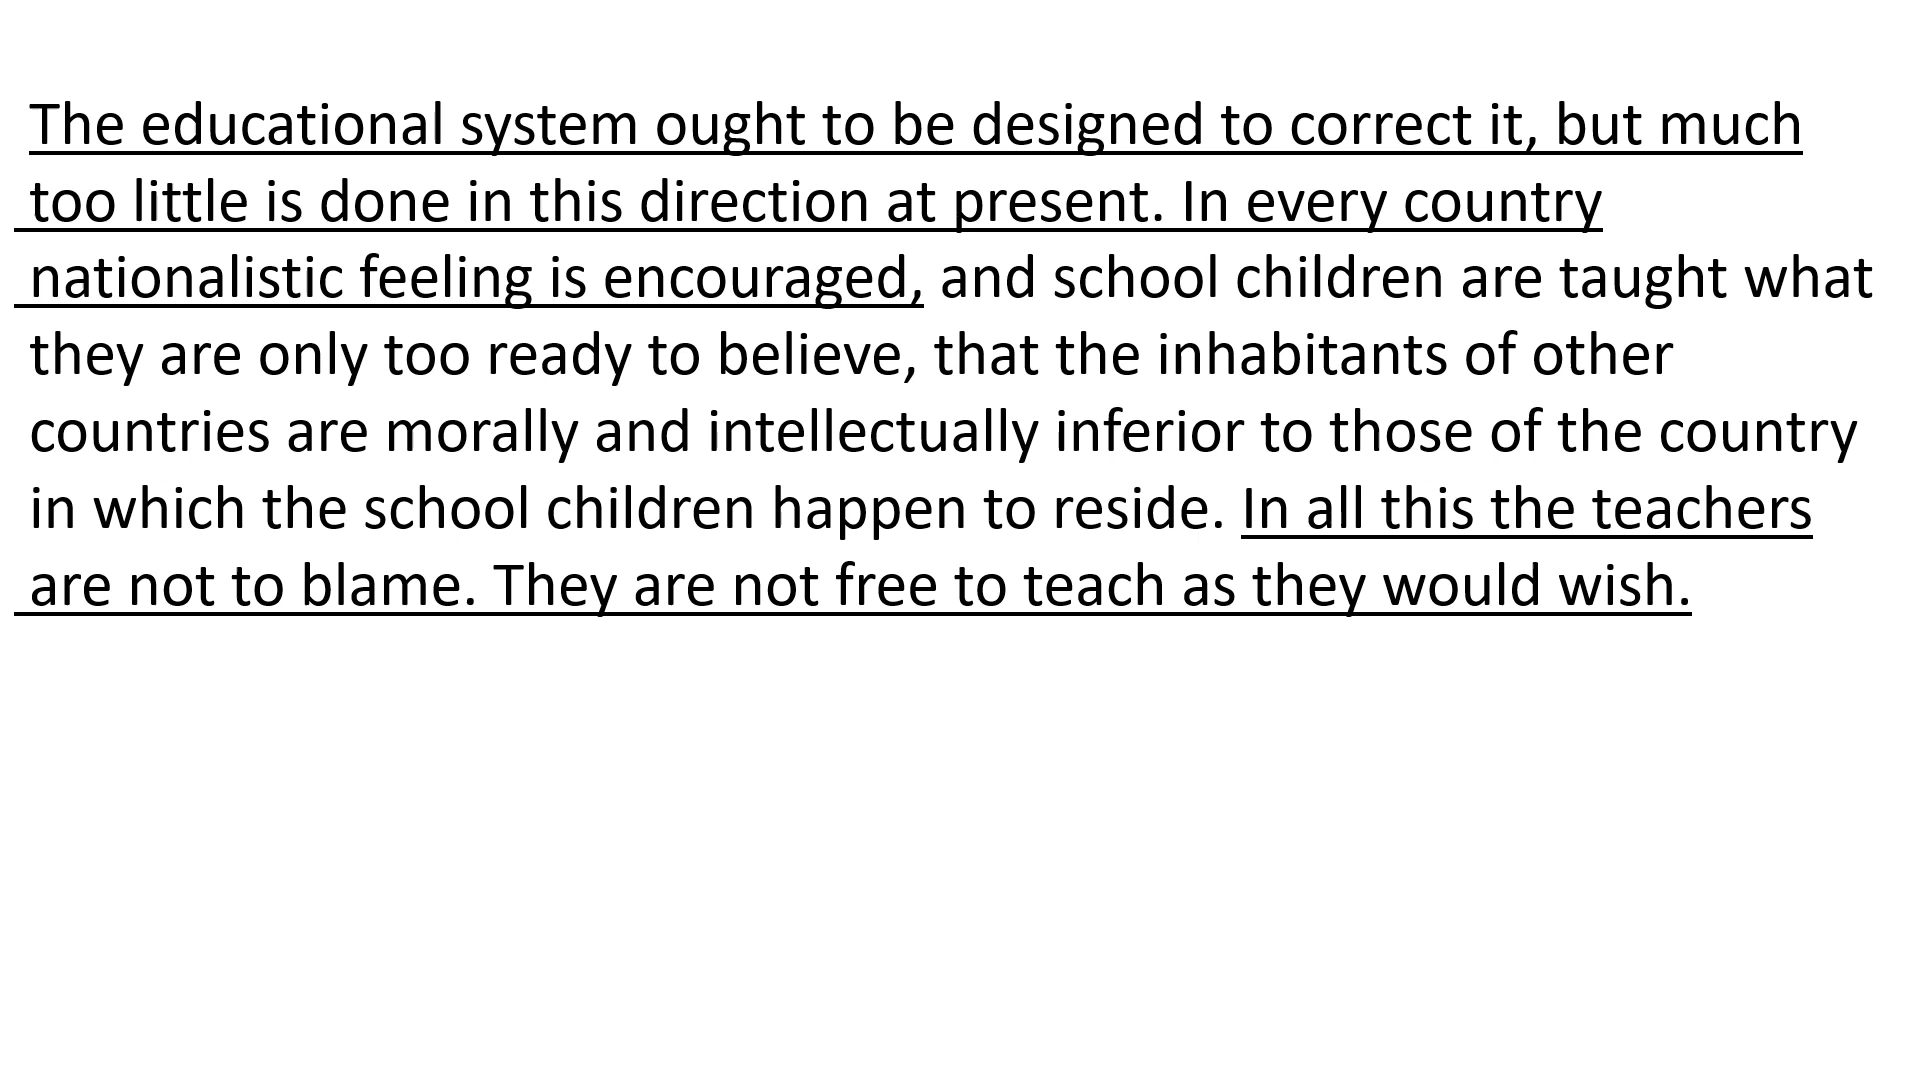 The educational system ought to be designed to correct it, but much
too little is done in this direction at present. In every country
nationalistic feeling is encouraged, and school children are taught what
they are only too ready to believe, that the inhabitants of other
countries are morally and intellectually inferior to those of the country
in which the school children happen to reside. In all this the teachers
are not to blame. They are not free to teach as they would wish.